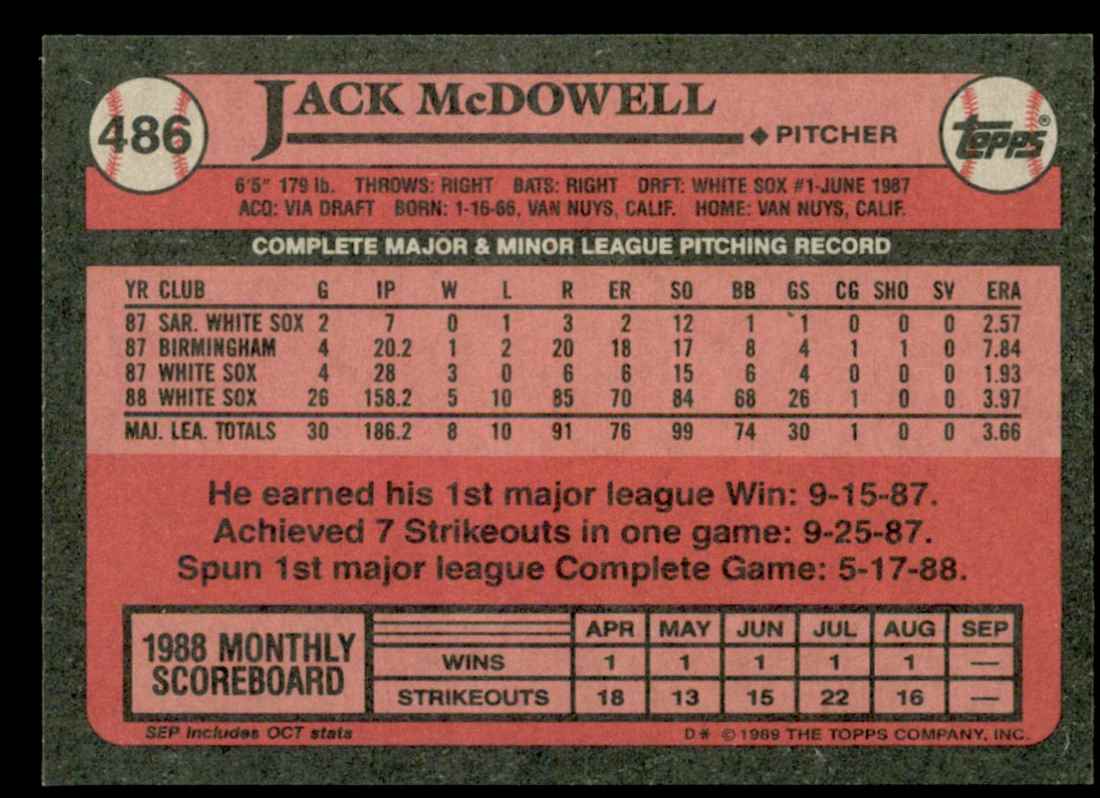 486
JACK McDOWELL
PITCHER
TOPPS®
6'5" 179 lb. THROWS: RIGHT BATS: RIGHT DRFT: WHITE SOX #1-JUNE 1987
ACQ: VIA DRAFT BORN: 1-16-66, VAN NUYS, CALIF. HOME: VAN NUYS, CALIF.
COMPLETE MAJOR & MINOR LEAGUE PITCHING RECORD
YR CLUB G IP W L R ER SO BB GS CG SHO SV ERA
87 SAR. WHITE SOX 2 7 0 1 3 2 12 1 1 0 0 0 2.57
87 BIRMINGHAM 4 20.2 1 2 20 18 17 8 4 1 1 0 7.84
87 WHITE SOX 4 28 3 0 6 6 15 6 4 0 0 0 1.93
88 WHITE SOX 26 158.2 5 10 85 70 84 68 26 1 0 0 3.97
MAJ. LEA. TOTALS 30 186.2 8 10 91 76 99 74 30 1 0 0 3.66
He earned his 1st major league Win: 9-15-87.
Achieved 7 Strikeouts in one game: 9-25-87.
Spun 1st major league Complete Game: 5-17-88.
1988 MONTHLY
SCOREBOARD
APR MAY JUN JUL AUG SEP
WINS 1 1 1 1 1 —
STRIKEOUTS 18 13 15 22 16 —
SEP Includes OCT stats
D* © 1989 THE TOPPS COMPANY, INC.